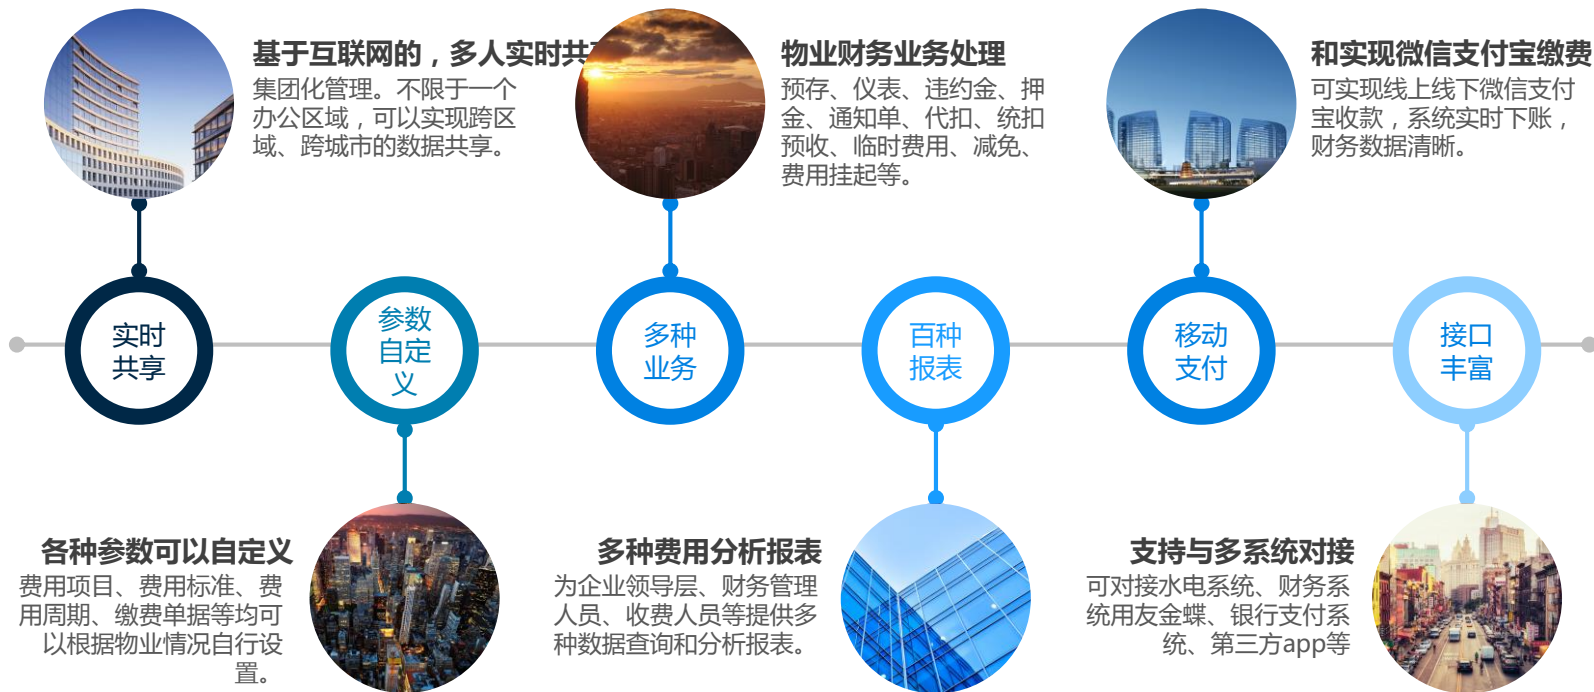 基于互联网的，多人实时共
集团化管理。不限于一个
办公区域，可以实现跨区
域、跨城市的数据共享。
物业财务业务处理
预存、仪表、违约金、押
金、通知单、代扣、统扣
预收、临时费用、减免、
费用挂起等。
和实现微信支付宝缴费
可实现线上线下微信支付
宝收款，系统实时下账，
财务数据清晰。
实时
共享
参数
自定
义
多种
业务
百种
报表
移动
支付
接口
丰富
各种参数可以自定义
费用项目、费用标准、费
用周期、缴费单据等均可
以根据物业情况自行设
置。
多种费用分析报表
为企业领导层、财务管理
人员、收费人员等提供多
种数据查询和分析报表。
支持与多系统对接
可对接水电系统、财务系
统用友金蝶、银行支付系
统、第三方app等